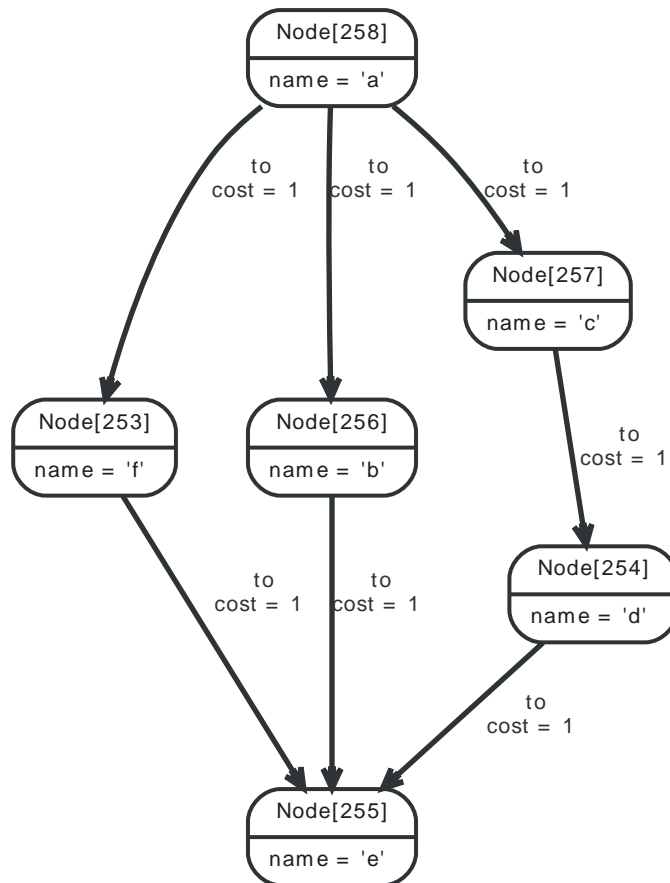 Node[258]
name = 'a'
to
cost = 1
to
cost = 1
to
cost = 1
Node[257]
name = 'c'
Node[253]
name = 'f'
Node[256]
name = 'b'
to
cost = 1
Node[254]
name = 'd'
to
cost = 1
to
cost = 1
to
cost = 1
Node[255]
name = 'e'